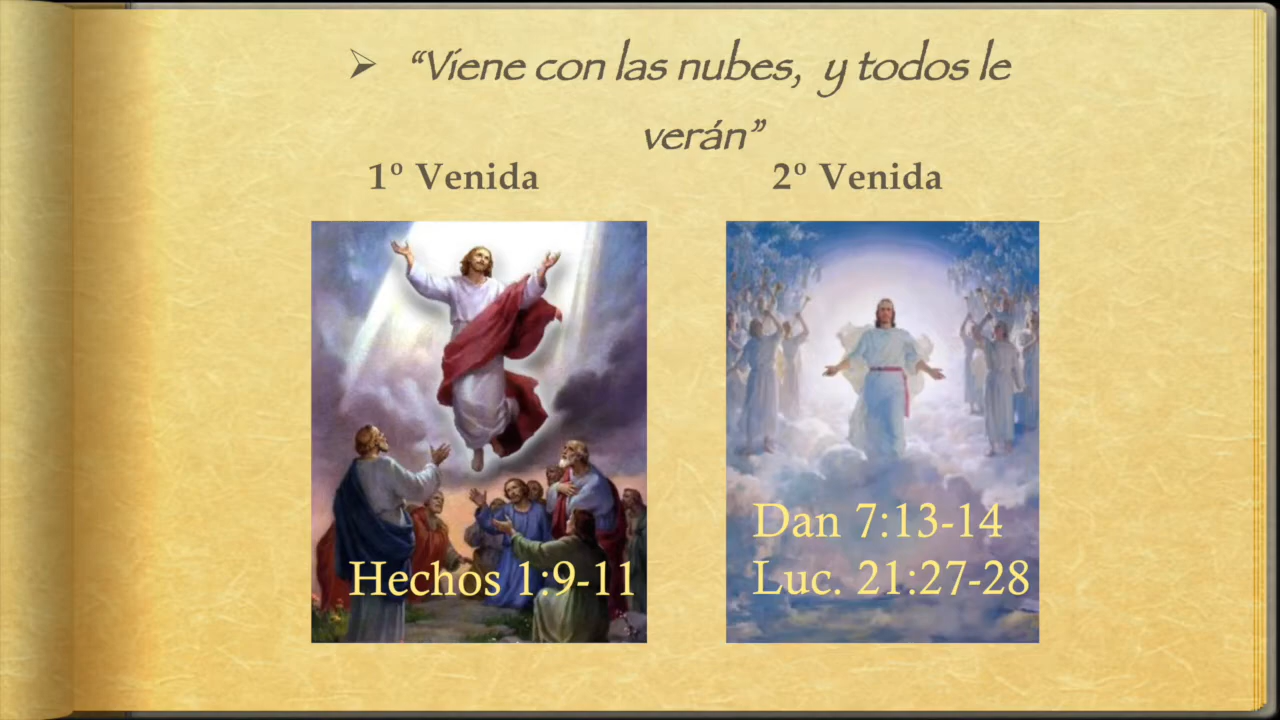 “Viene con las nubes, y todos le
verán”
1º Venida
2º Venida
Hechos 1:9-11
Dan 7:13-14
Luc. 21:27-28